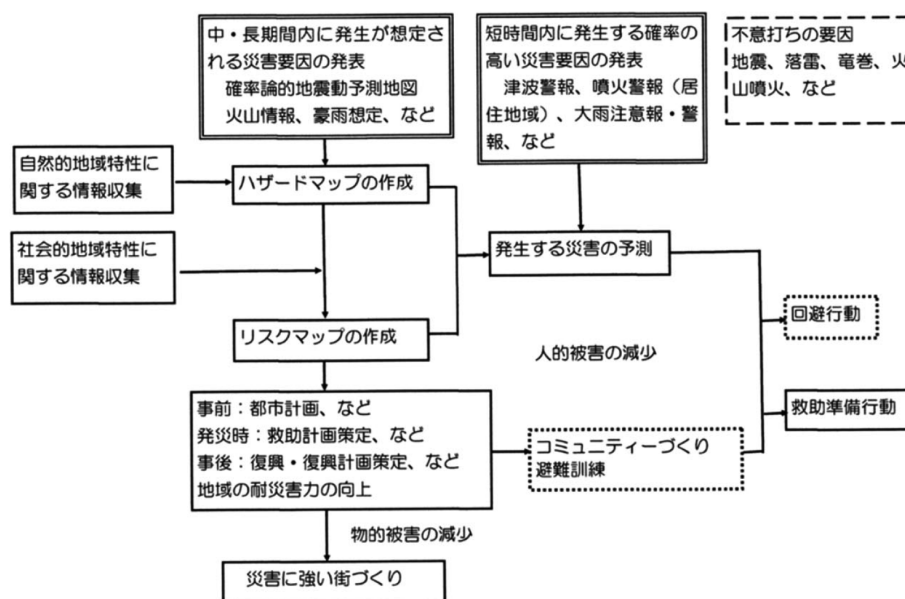 中・長期間内に発生が想定さ
れる災害要因の発表
確率論的地震動予測地図
火山情報、豪雨想定、など
短時間内に発生する確率の
高い災害要因の発表
津波警報、噴火警報（居
住地域）、大雨注意報・警
報、など
不意打ちの要因
地震、落雷、竜巻、火
山噴火、など
自然的地域特性に
関する情報収集
ハザードマップの作成
社会的地域特性に
関する情報収集
発生する災害の予測
回避行動
リスクマップの作成
人的被害の減少
事前：都市計画、など
発災時：救助計画策定、など
事後：復興・復興計画策定、など
地域の耐災害力の向上
コミュニティーづくり
避難訓練
救助準備行動
物的被害の減少
災害に強い街づくり